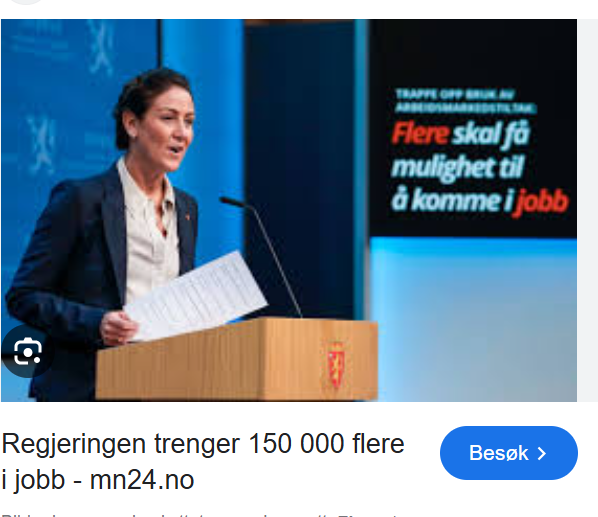 TRAPPE OPP BRUK AV
ARBEIDSMARKEDSTILTAK:
Flere skal få
mulighet til
å komme i jobb
Regjeringen trenger 150 000 flere
i jobb - mn24.no
Besøk